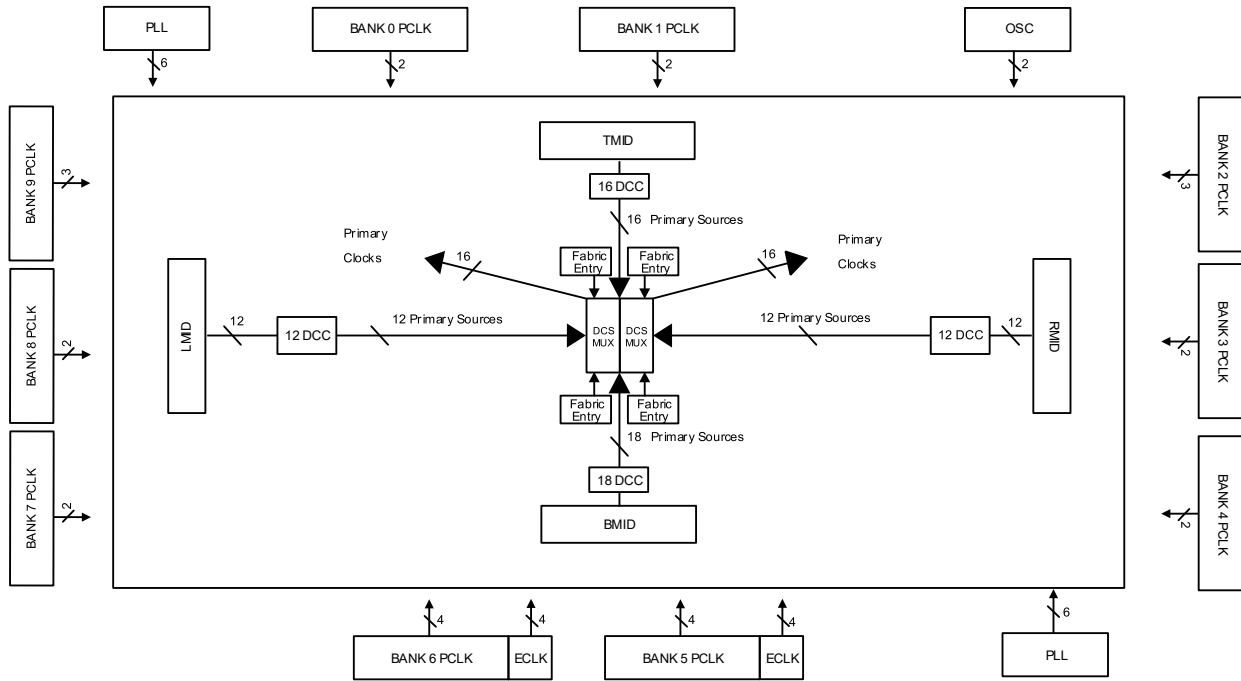 PLL
BANK 0 PCLK
BANK 1 PCLK
OSC
6
2
2
2
BANK 9 PCLK
3
BANK 2 PCLK
3
TMID
16 DCC
16 Primary Sources
Primary
Clocks
16
Fabric
Entry
Fabric
Entry
16
Primary
Clocks
BANK 8 PCLK
2
LMID
12
12 DCC
12 Primary Sources
DCS
MUX
DCS
MUX
12 Primary Sources
12 DCC
12
RMID
2
BANK 3 PCLK
Fabric
Entry
Fabric
Entry
18 Primary Sources
18 DCC
BMID
BANK 7 PCLK
2
2
BANK 4 PCLK
4
4
4
4
6
BANK 6 PCLK
ECLK
BANK 5 PCLK
ECLK
PLL